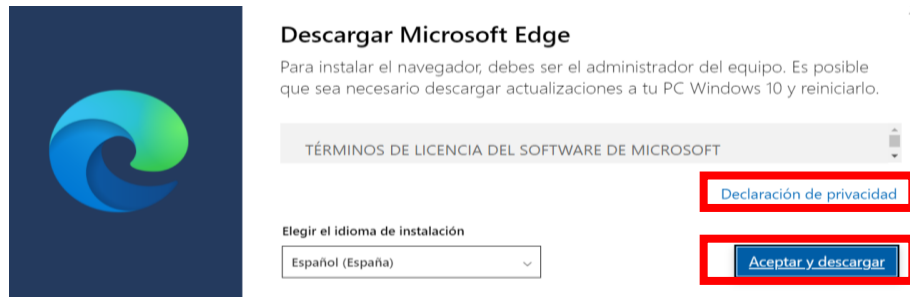 Descargar Microsoft Edge
Para instalar el navegador, debes ser el administrador del equipo. Es posible
que sea necesario descargar actualizaciones a tu PC Windows 10 y reiniciarlo.
TÉRMINOS DE LICENCIA DEL SOFTWARE DE MICROSOFT
Declaración de privacidad
Elegir el idioma de instalación
Español (España)
Aceptar y descargar